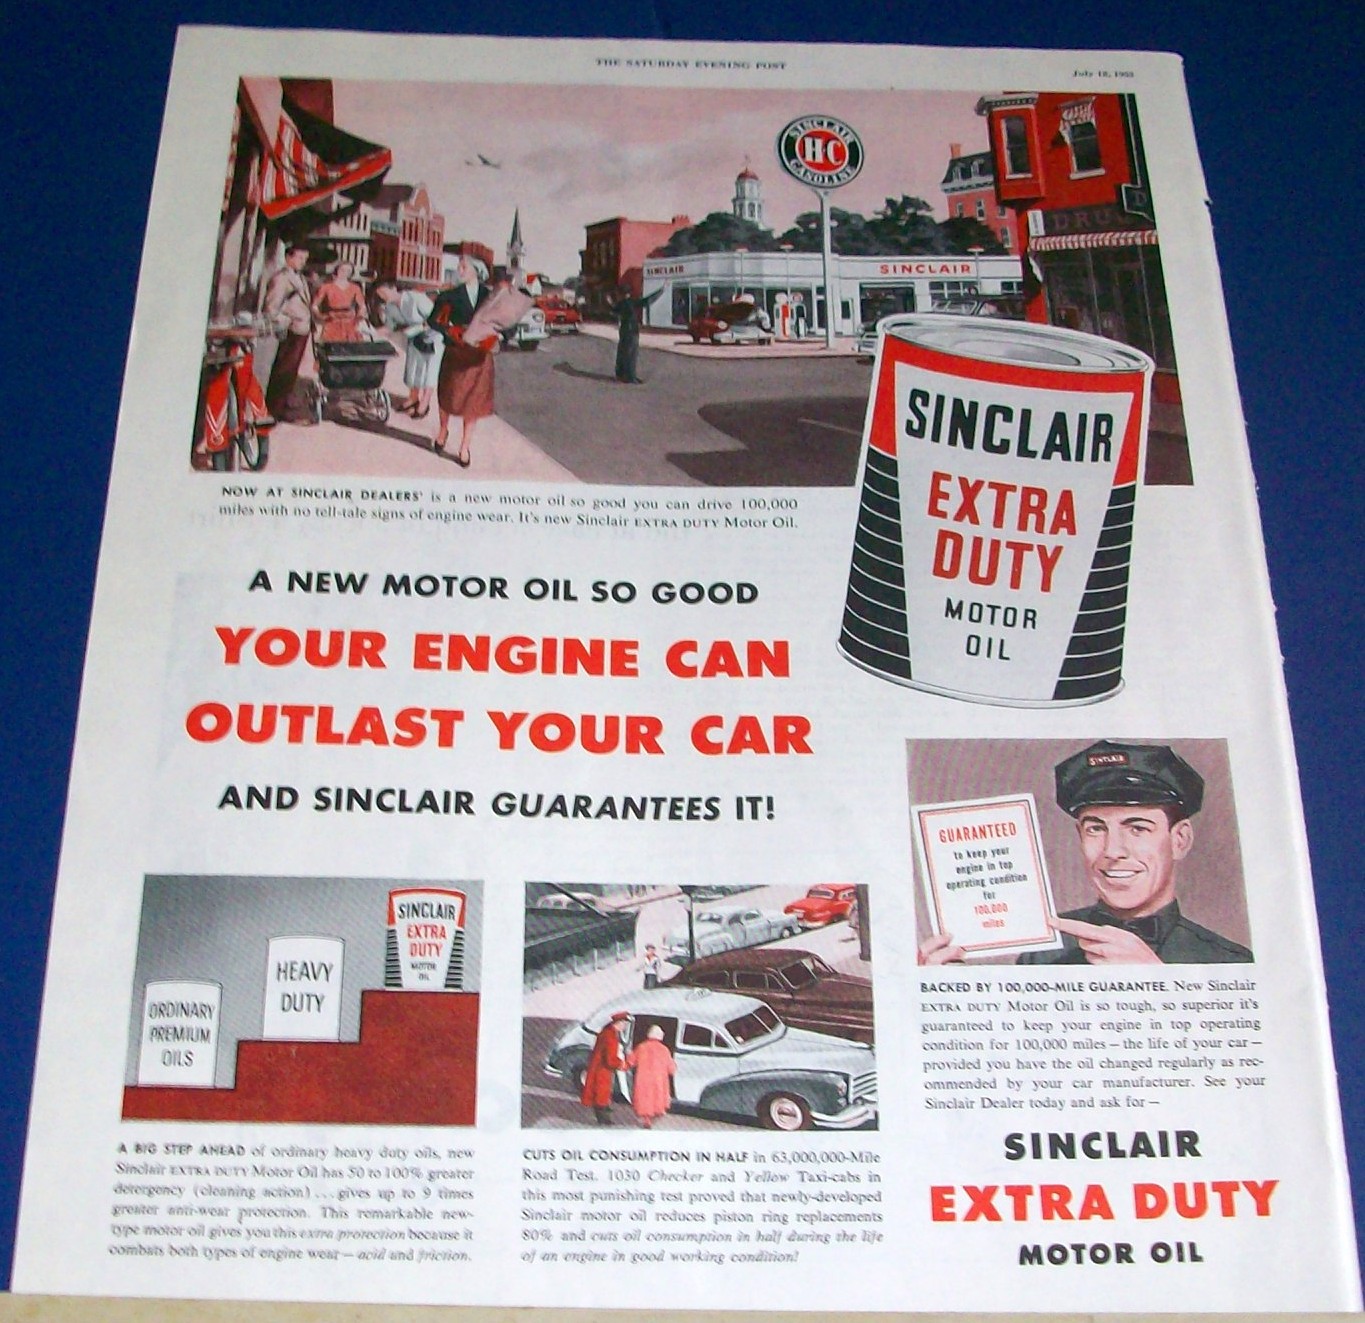 THE SATURDAY EVENING POST
July 18, 1953
SINCLAIR
H-C
GASOLINE
DRUG
SINCLAIR
SINCLAIR
SINCLAIR
EXTRA
DUTY
MOTOR
OIL
NOW AT SINCLAIR DEALERS' is a new motor oil so good you can drive 100,000
miles with no tell-tale signs of engine wear. It's new Sinclair EXTRA DUTY Motor Oil.
A NEW MOTOR OIL SO GOOD
YOUR ENGINE CAN
OUTLAST YOUR CAR
AND SINCLAIR GUARANTEES IT!
ORDINARY
PREMIUM
OILS
HEAVY
DUTY
SINCLAIR
EXTRA
DUTY
MOTOR
OIL
A BIG STEP AHEAD of ordinary heavy duty oils, new
Sinclair EXTRA DUTY Motor Oil has 50 to 100% greater
detergency (cleaning action) . . . gives up to 9 times
greater anti-wear protection. This remarkable new-
type motor oil gives you this extra protection because it
combats both types of engine wear — acid and friction.
CUTS OIL CONSUMPTION IN HALF in 63,000,000-Mile
Road Test. 1030 Checker and Yellow Taxi-cabs in
this most punishing test proved that newly-developed
Sinclair motor oil reduces piston ring replacements
80% and cuts oil consumption in half during the life
of an engine in good working condition!
SINCLAIR
GUARANTEED
to keep your
engine in top
operating condition
for
100,000
miles
BACKED BY 100,000-MILE GUARANTEE. New Sinclair
EXTRA DUTY Motor Oil is so tough, so superior it's
guaranteed to keep your engine in top operating
condition for 100,000 miles — the life of your car —
provided you have the oil changed regularly as rec-
ommended by your car manufacturer. See your
Sinclair Dealer today and ask for —
SINCLAIR
EXTRA DUTY
MOTOR OIL